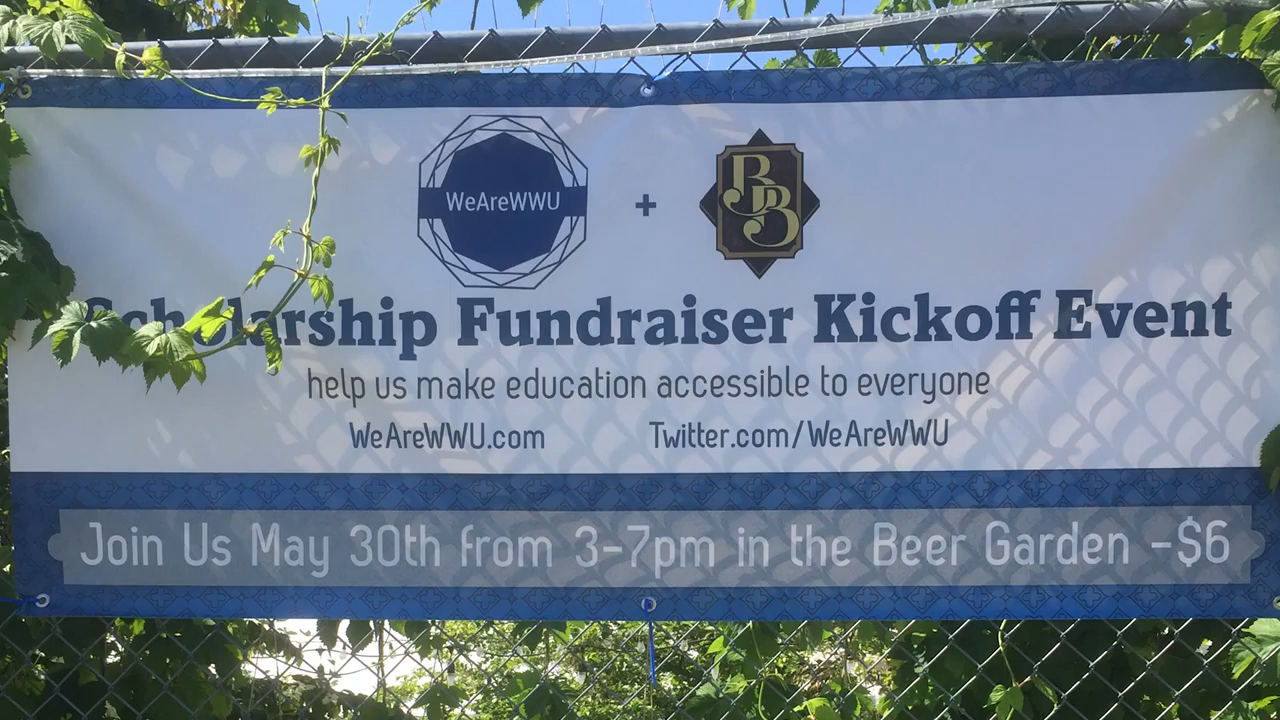 WeAreWWU
+
BB
Scholarship Fundraiser Kickoff Event
help us make education accessible to everyone
WeAreWWU.com Twitter.com/WeAreWWU
Join Us May 30th from 3-7pm in the Beer Garden -$6